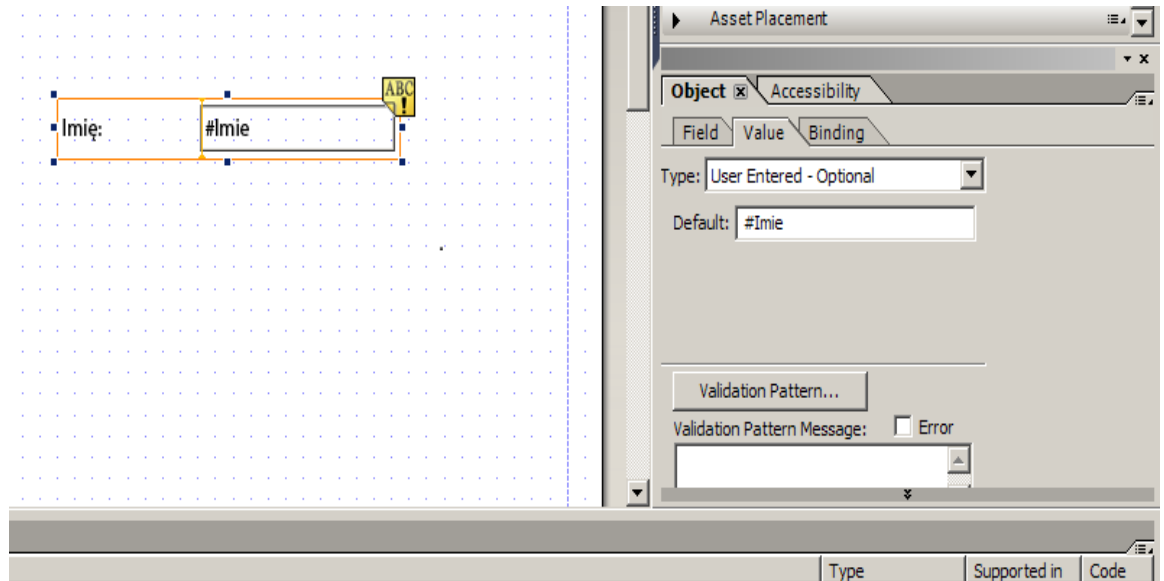 Asset Placement
Object Accessibility
ABC
!
Imię: #Imie
Field Value Binding
Type: User Entered - Optional
Default: #Imie
Validation Pattern...
Validation Pattern Message: Error
Type Supported in Code